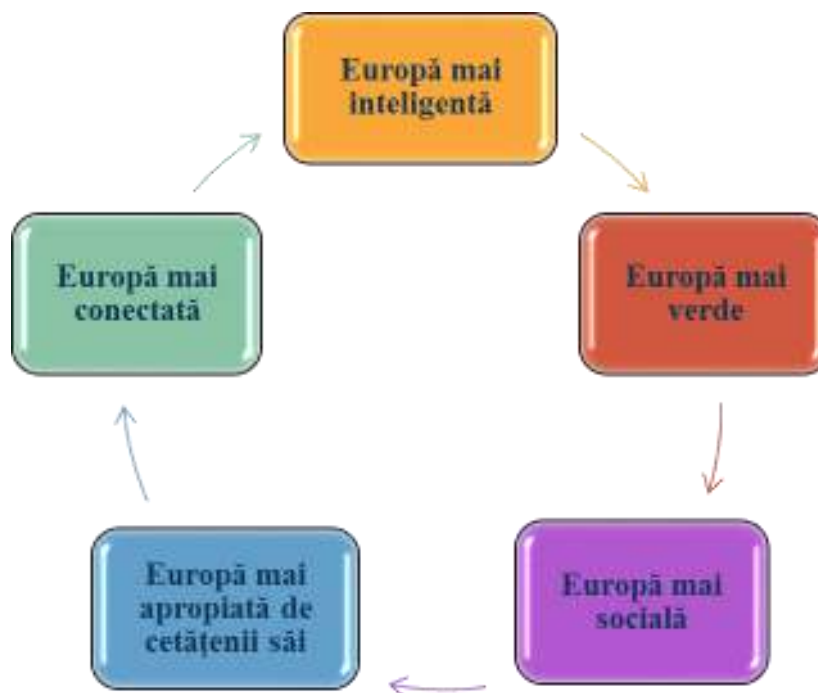 Europă mai
inteligentă
Europă mai
verde
Europă mai
socială
Europă mai
apropiată de
cetățenii săi
Europă mai
conectată